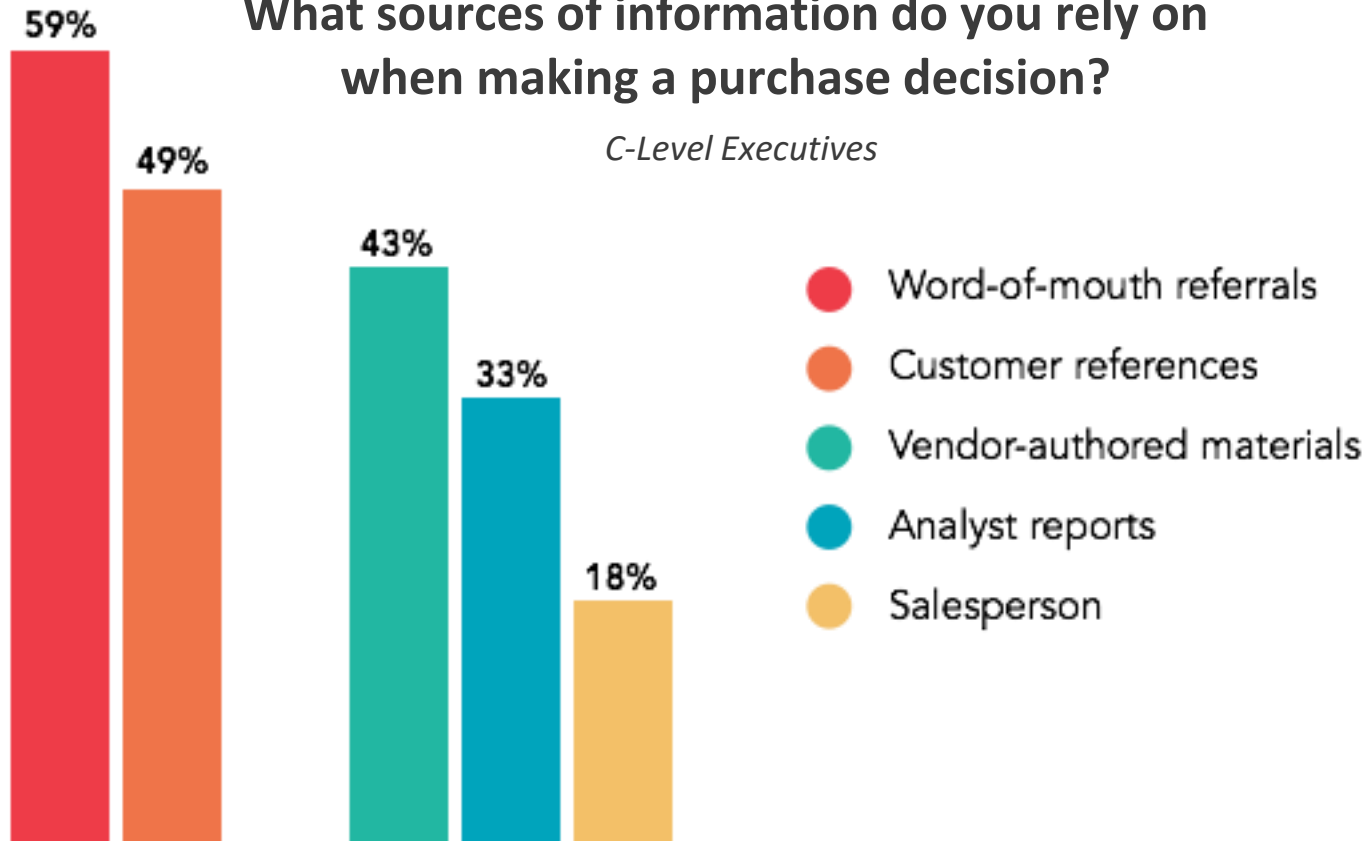 What sources of information do you rely on
when making a purchase decision?
C-Level Executives
59%
49%
43%
33%
18%
Word-of-mouth referrals
Customer references
Vendor-authored materials
Analyst reports
Salesperson